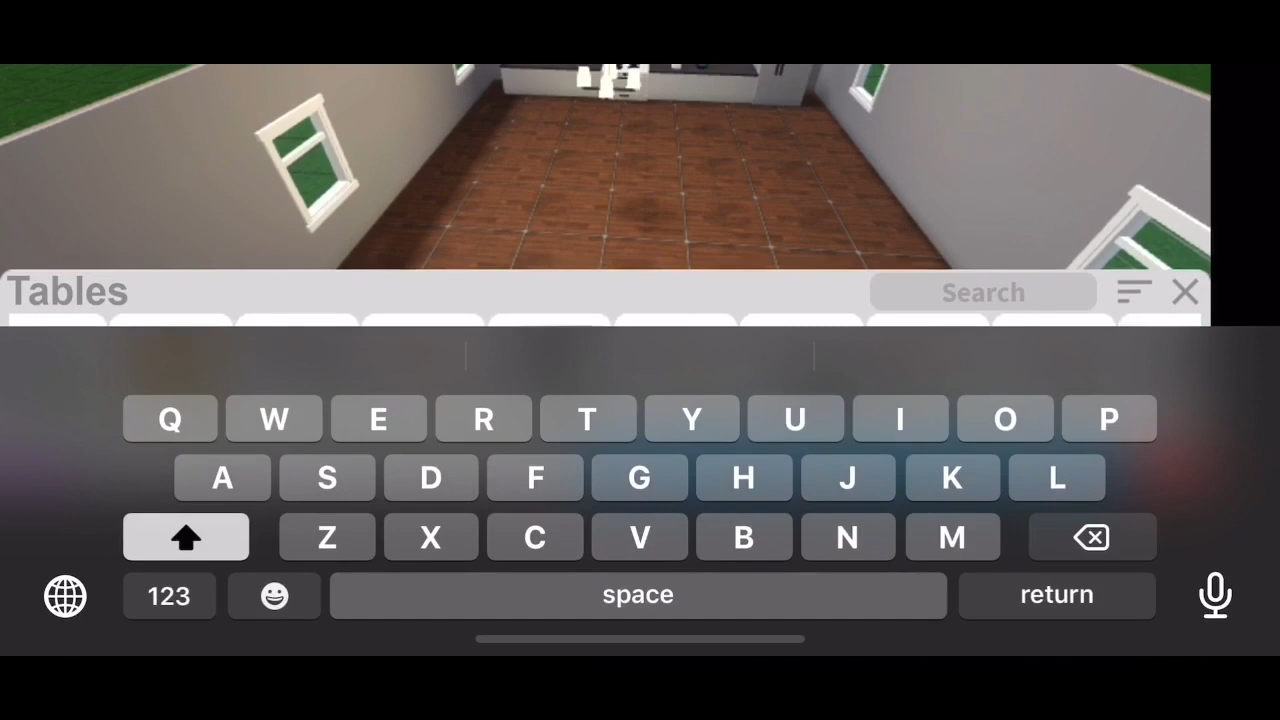 Tables
Search
Q W E R T Y U I O P
A S D F G H J K L
Z X C V B N M
123 space return